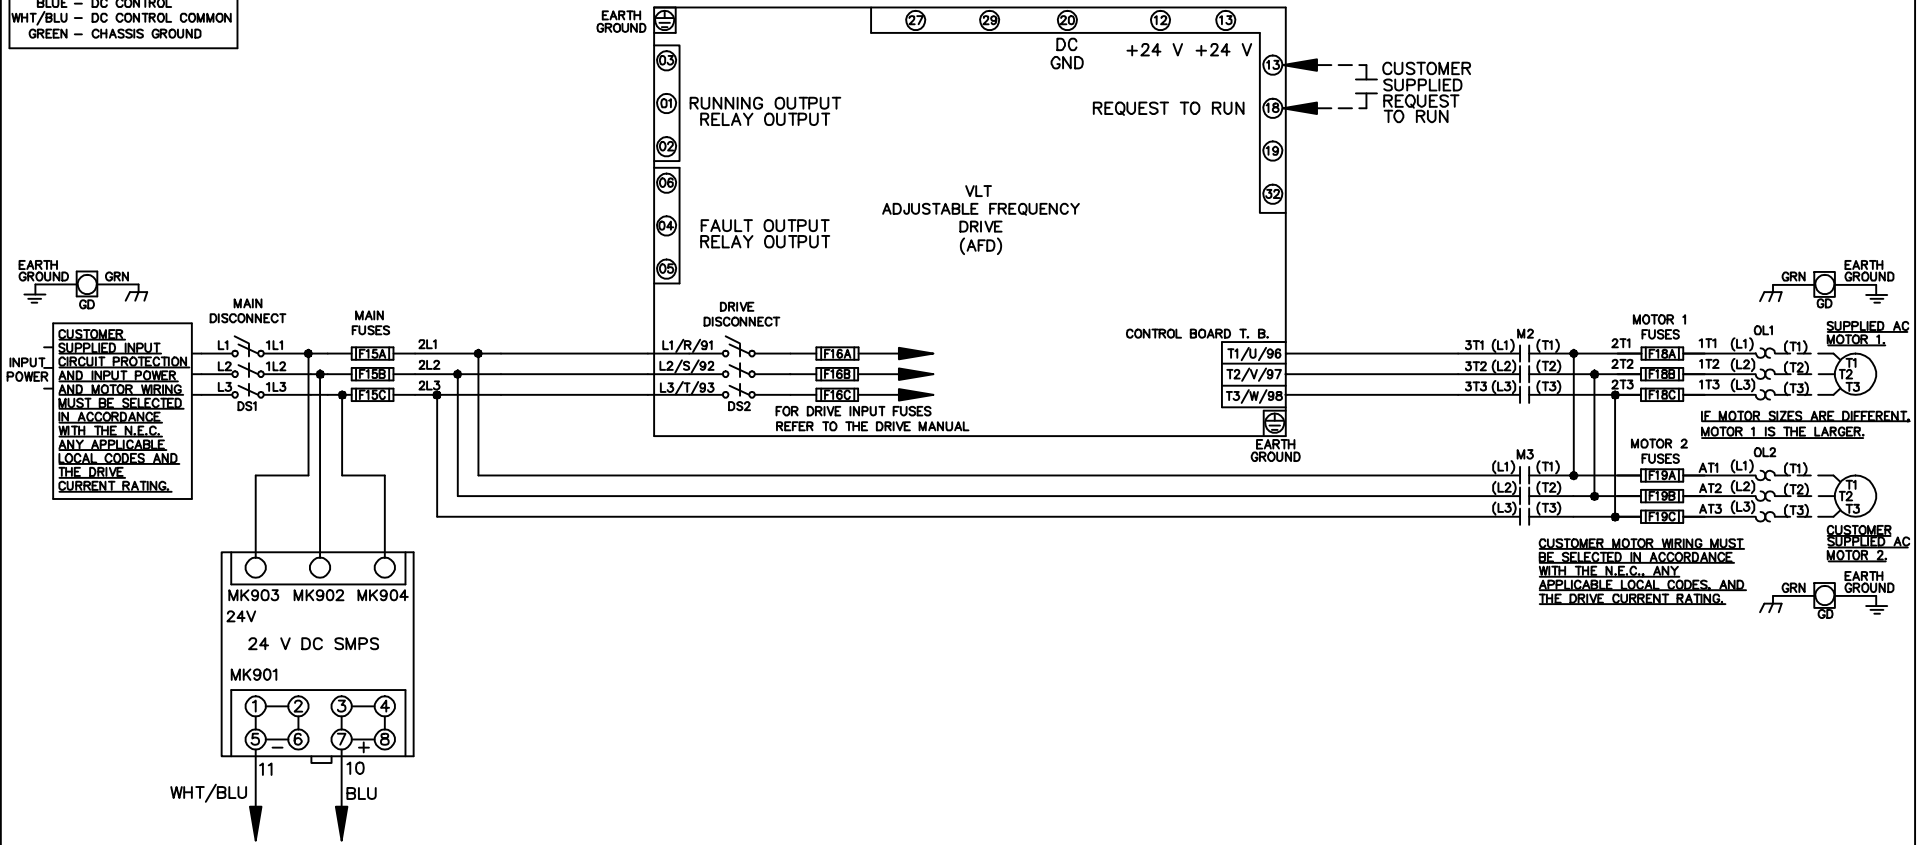 BLUE – DC CONTROL
WHT/BLU – DC CONTROL COMMON
GREEN – CHASSIS GROUND
EARTH
GROUND
27 29 20 12 13
DC
GND
+24 V +24 V
03
01
02
RUNNING OUTPUT
RELAY OUTPUT
06
04
05
FAULT OUTPUT
RELAY OUTPUT
REQUEST TO RUN
13
18
19
32
CUSTOMER
SUPPLIED
REQUEST
TO RUN
VLT
ADJUSTABLE FREQUENCY
DRIVE
(AFD)
EARTH
GROUND
GRN
GD
INPUT
POWER
CUSTOMER
SUPPLIED INPUT
CIRCUIT PROTECTION
AND INPUT POWER
AND MOTOR WIRING
MUST BE SELECTED
IN ACCORDANCE
WITH THE N.E.C.
ANY APPLICABLE
LOCAL CODES AND
THE DRIVE
CURRENT RATING.
MAIN
DISCONNECT
L1 1L1
L2 1L2
L3 1L3
DS1
MAIN
FUSES
F15A
F15B
F15C
2L1
2L2
2L3
DRIVE
DISCONNECT
L1/R/91
L2/S/92
L3/T/93
DS2
F16A
F16B
F16C
FOR DRIVE INPUT FUSES
REFER TO THE DRIVE MANUAL
CONTROL BOARD T. B.
T1/U/96
T2/V/97
T3/W/98
EARTH
GROUND
M2
3T1 (L1) (T1)
3T2 (L2) (T2)
3T3 (L3) (T3)
MOTOR 1
FUSES
2T1 F18A 1T1 (L1) (T1)
2T2 F18B 1T2 (L2) (T2)
2T3 F18C 1T3 (L3) (T3)
OL1
GRN
GD
EARTH
GROUND
SUPPLIED AC
MOTOR 1.
T1
T2
T3
IF MOTOR SIZES ARE DIFFERENT,
MOTOR 1 IS THE LARGER.
M3
(L1) (T1)
(L2) (T2)
(L3) (T3)
MOTOR 2
FUSES
F19A AT1 (L1) (T1)
F19B AT2 (L2) (T2)
F19C AT3 (L3) (T3)
OL2
T1
T2
T3
CUSTOMER
SUPPLIED AC
MOTOR 2.
CUSTOMER MOTOR WIRING MUST
BE SELECTED IN ACCORDANCE
WITH THE N.E.C., ANY
APPLICABLE LOCAL CODES, AND
THE DRIVE CURRENT RATING.
GRN
GD
EARTH
GROUND
MK903 MK902 MK904
24V
24 V DC SMPS
MK901
1 2 3 4
5 – 6 7 + 8
11 10
WHT/BLU BLU